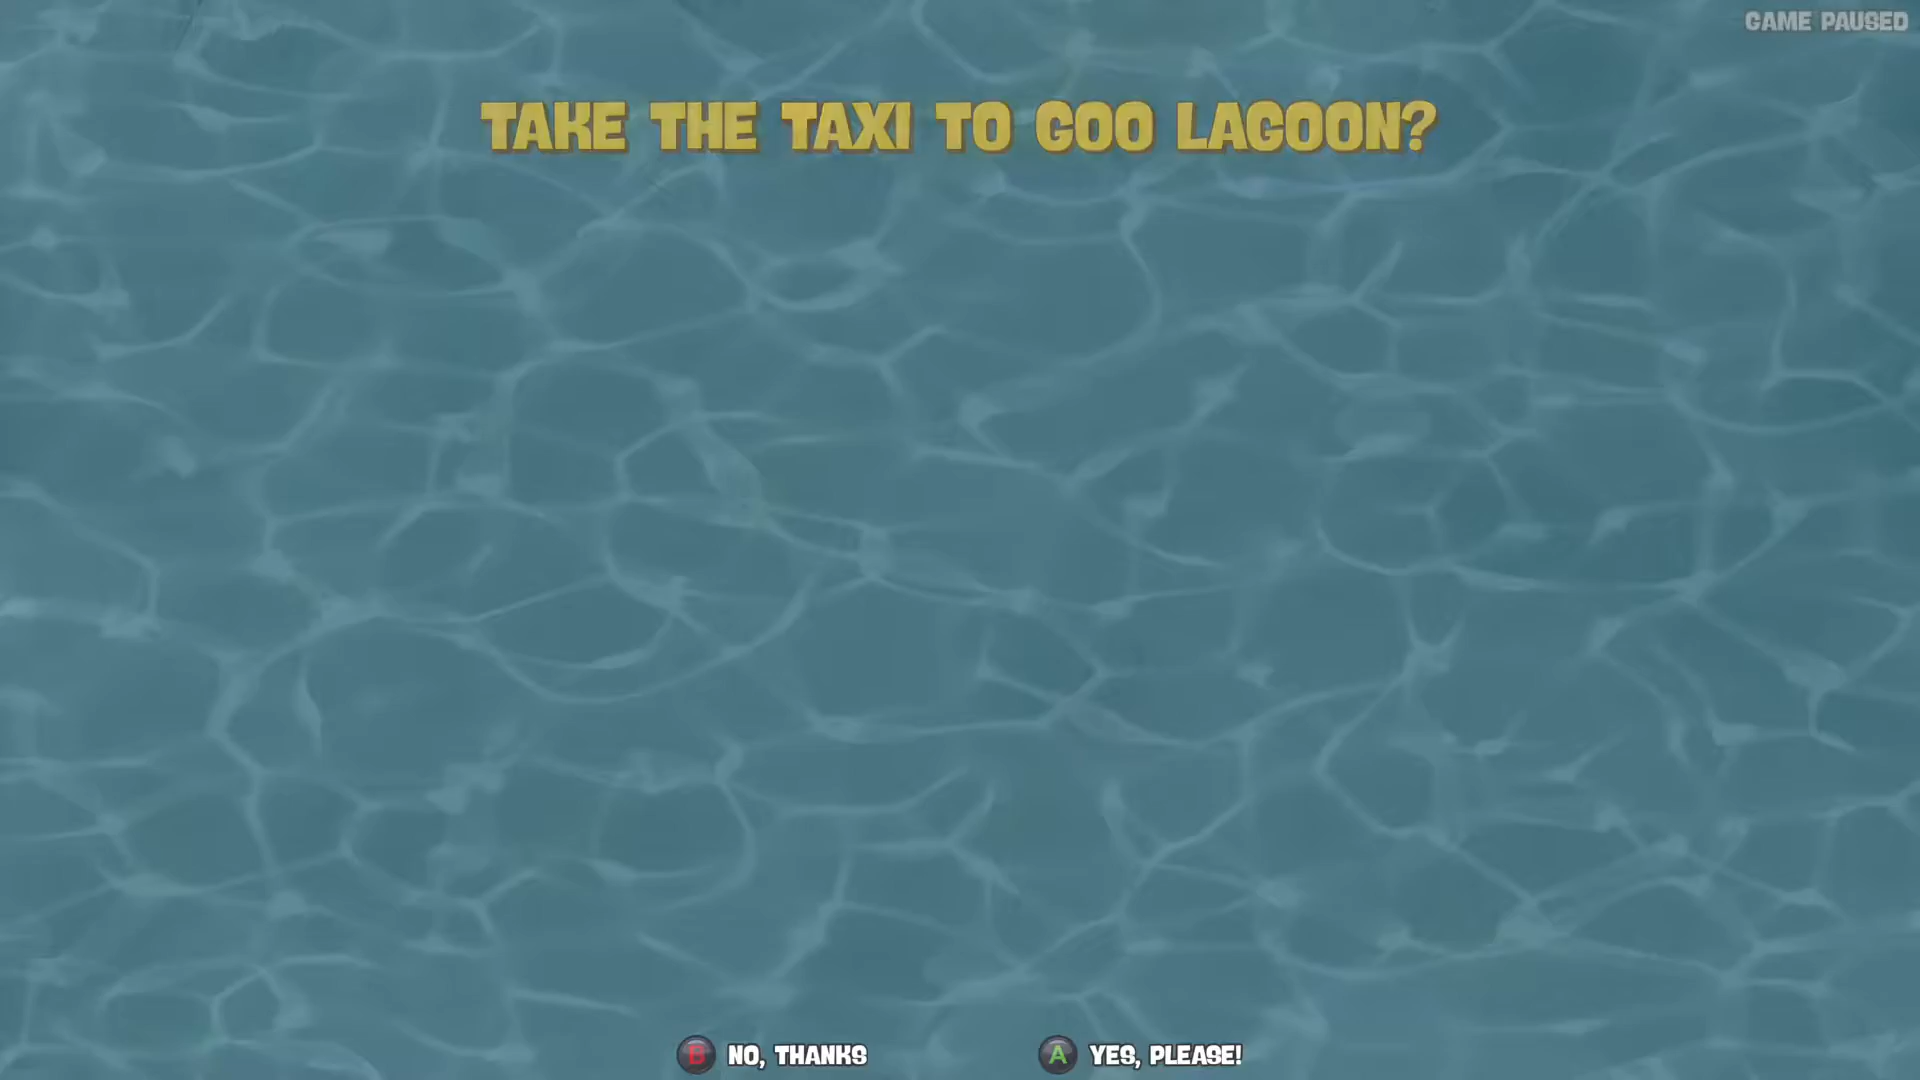 GAME PAUSED
TAKE THE TAXI TO GOO LAGOON?
B NO, THANKS
A YES, PLEASE!